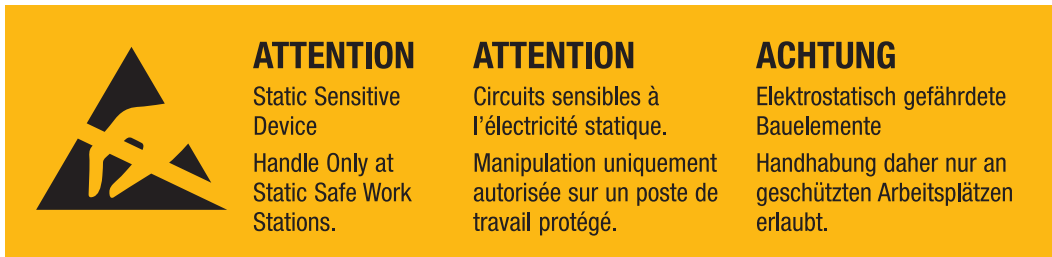 ATTENTION
Static Sensitive
Device
Handle Only at
Static Safe Work
Stations.
ATTENTION
Circuits sensibles à
l’électricité statique.
Manipulation uniquement
autorisée sur un poste de
travail protégé.
ACHTUNG
Elektrostatisch gefährdete
Bauelemente
Handhabung daher nur an
geschützten Arbeitsplätzen
erlaubt.